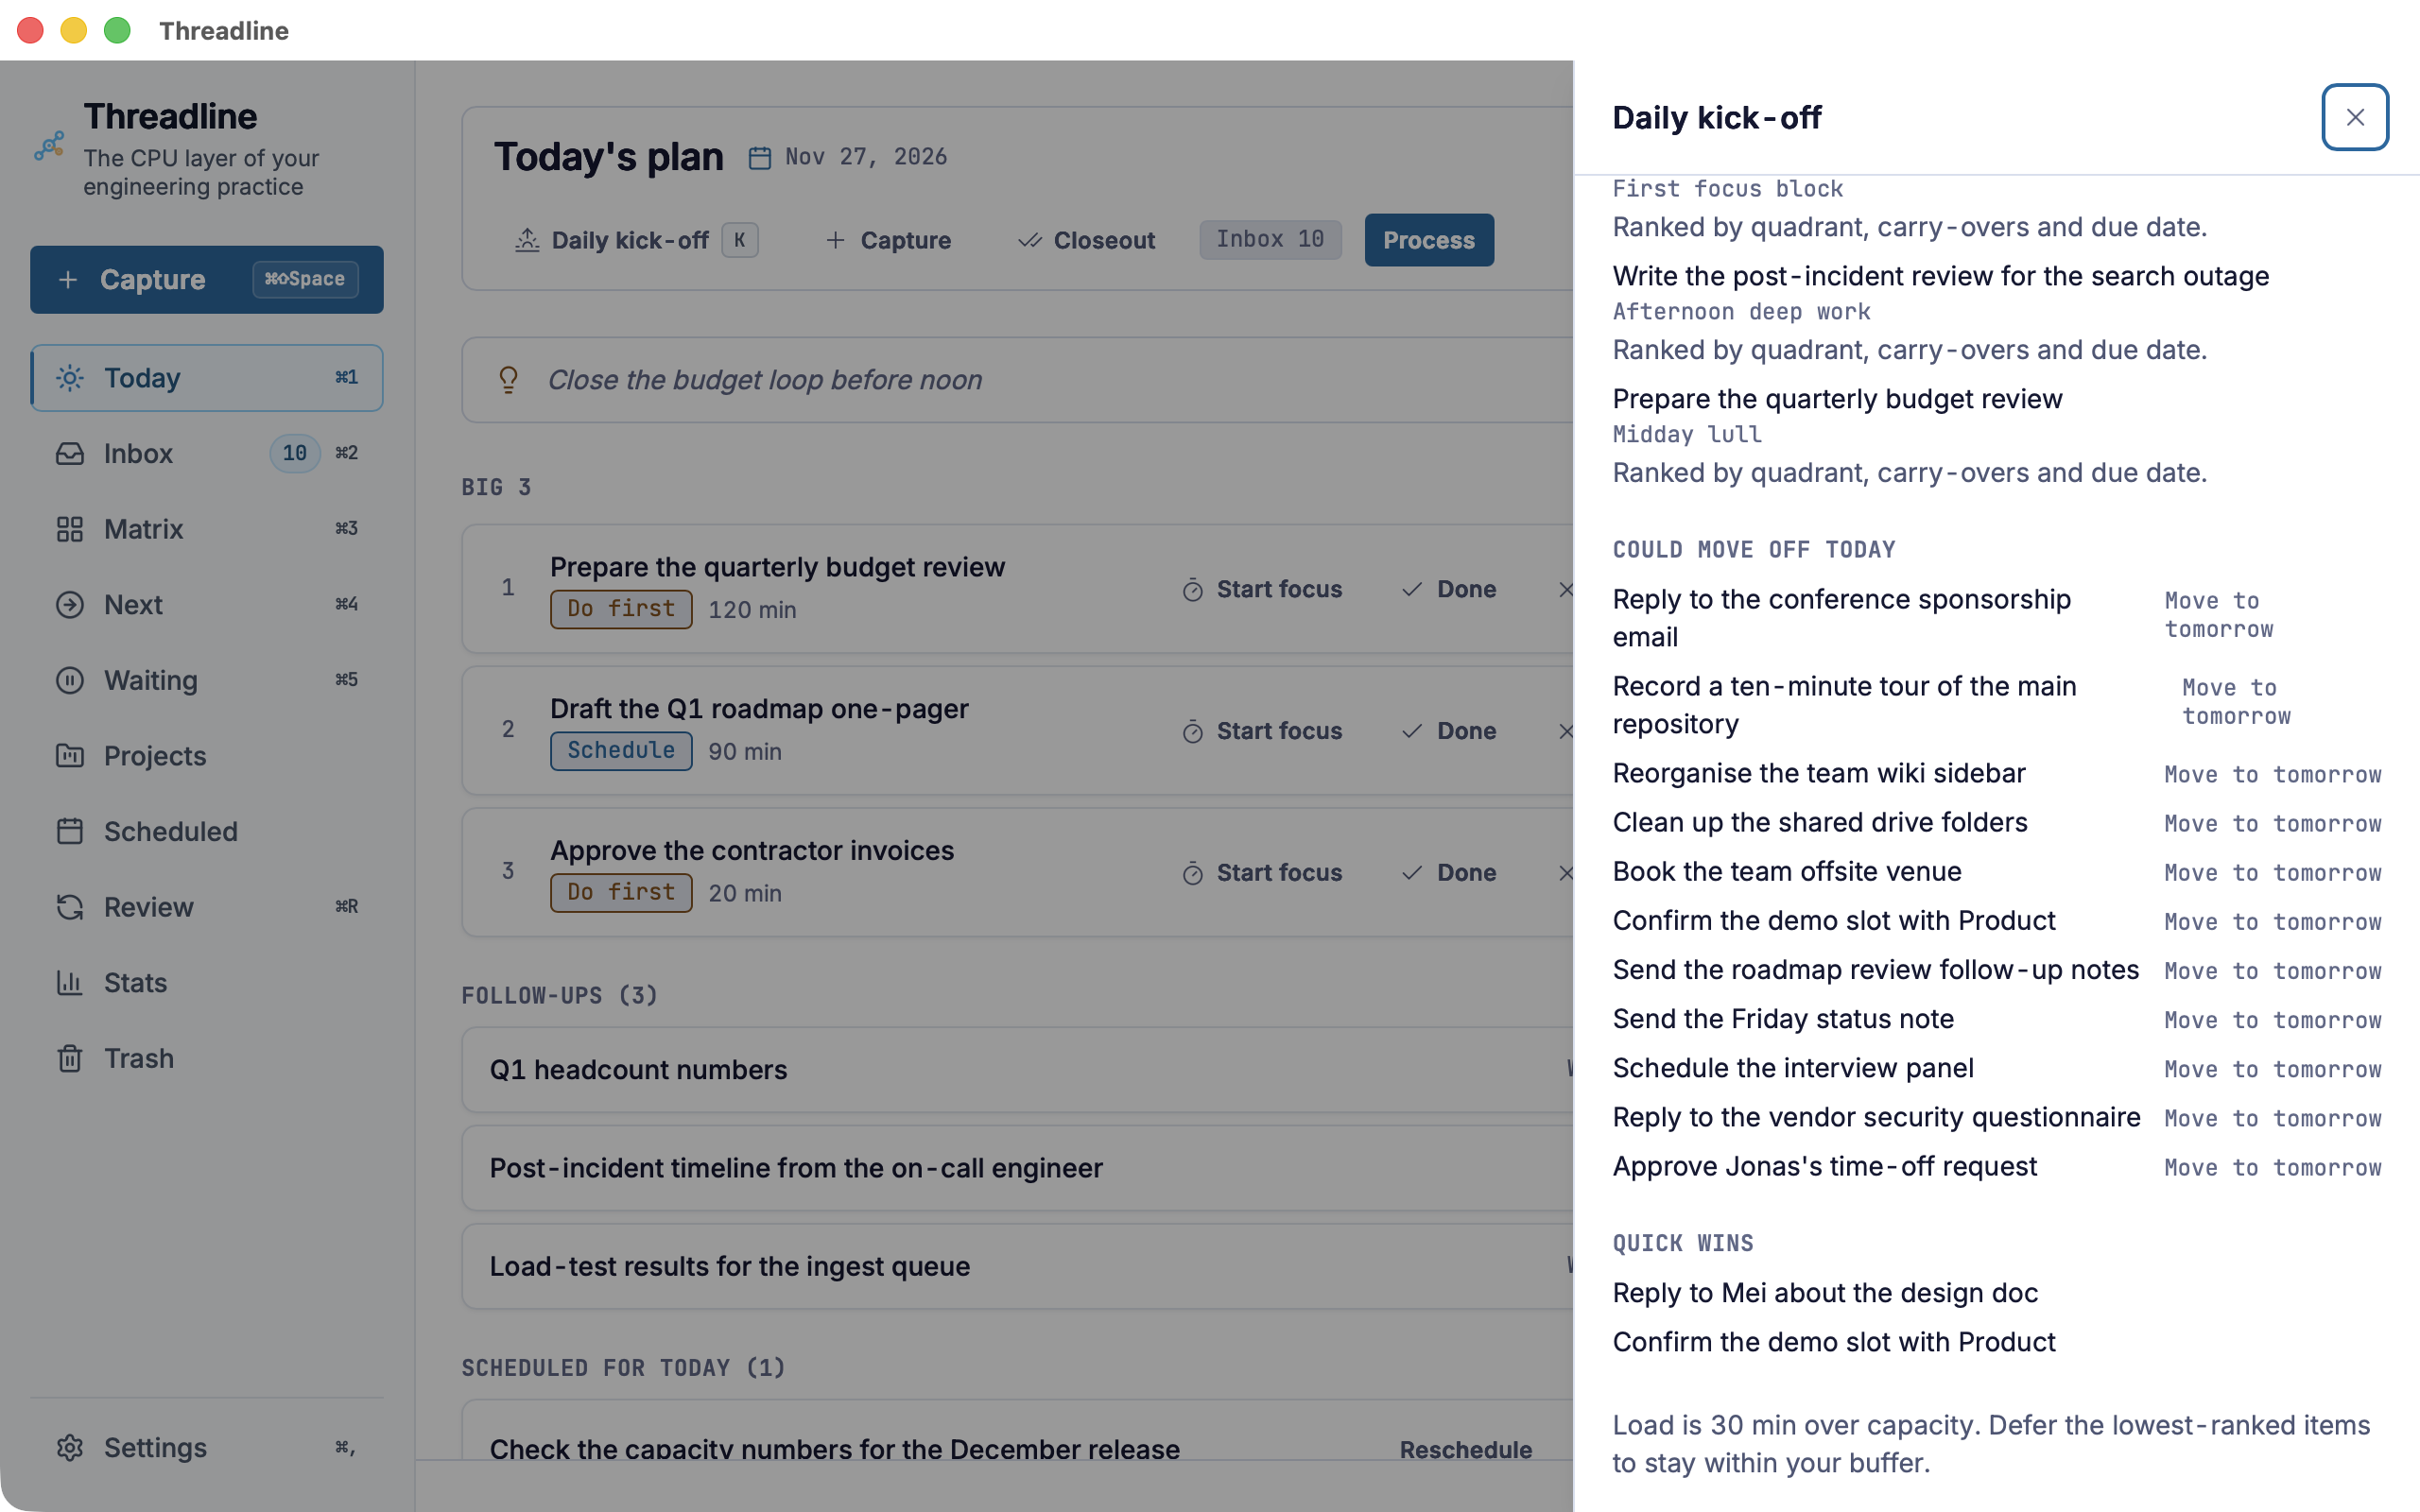 Threadline
Threadline
The CPU layer of your
engineering practice
+ Capture ⌘⇧Space
Today ⌘1
Inbox 10 ⌘2
Matrix ⌘3
Next ⌘4
Waiting ⌘5
Projects
Scheduled
Review ⌘R
Stats
Trash
Settings ⌘,
Today's plan Nov 27, 2026
Daily kick-off K + Capture Closeout Inbox 10 Process
Close the budget loop before noon
BIG 3
1 Prepare the quarterly budget review
Do first 120 min
Start focus Done
2 Draft the Q1 roadmap one-pager
Schedule 90 min
Start focus Done
3 Approve the contractor invoices
Do first 20 min
Start focus Done
FOLLOW-UPS (3)
Q1 headcount numbers
Post-incident timeline from the on-call engineer
Load-test results for the ingest queue
SCHEDULED FOR TODAY (1)
Check the capacity numbers for the December release Reschedule
Daily kick-off
First focus block
Ranked by quadrant, carry-overs and due date.
Write the post-incident review for the search outage
Afternoon deep work
Ranked by quadrant, carry-overs and due date.
Prepare the quarterly budget review
Midday lull
Ranked by quadrant, carry-overs and due date.
COULD MOVE OFF TODAY
Reply to the conference sponsorship
email
Move to
tomorrow
Record a ten-minute tour of the main
repository
Move to
tomorrow
Reorganise the team wiki sidebar Move to tomorrow
Clean up the shared drive folders Move to tomorrow
Book the team offsite venue Move to tomorrow
Confirm the demo slot with Product Move to tomorrow
Send the roadmap review follow-up notes Move to tomorrow
Send the Friday status note Move to tomorrow
Schedule the interview panel Move to tomorrow
Reply to the vendor security questionnaire Move to tomorrow
Approve Jonas's time-off request Move to tomorrow
QUICK WINS
Reply to Mei about the design doc
Confirm the demo slot with Product
Load is 30 min over capacity. Defer the lowest-ranked items
to stay within your buffer.